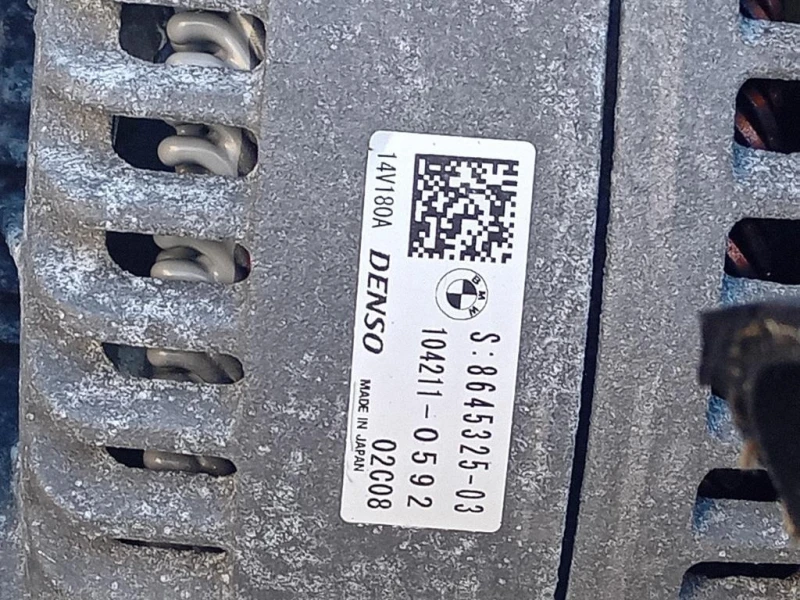 BMW
S:8645325-03
104211-0592
14V180A DENSO 02C08
MADE IN JAPAN